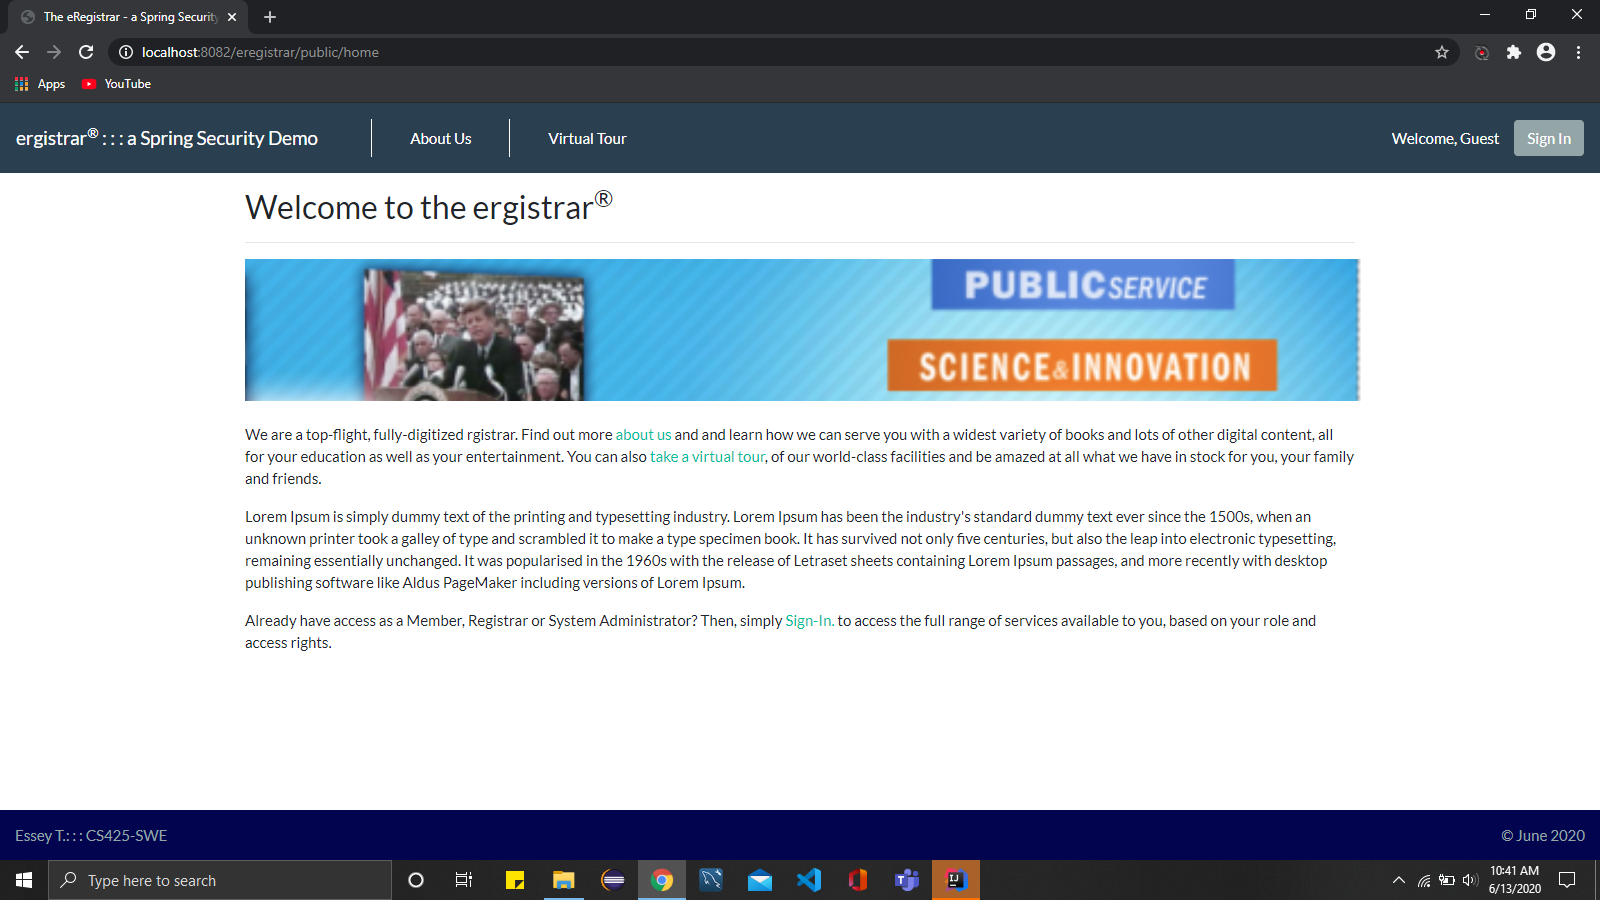 The eRegistrar - a Spring Security
localhost:8082/eregistrar/public/home
Apps
YouTube
ergistrar® : : : a Spring Security Demo
About Us
Virtual Tour
Welcome, Guest
Sign In
Welcome to the ergistrar®
PUBLIC SERVICE
SCIENCE & INNOVATION
We are a top-flight, fully-digitized rgistrar. Find out more about us and and learn how we can serve you with a widest variety of books and lots of other digital content, all
for your education as well as your entertainment. You can also take a virtual tour, of our world-class facilities and be amazed at all what we have in stock for you, your family
and friends.
Lorem Ipsum is simply dummy text of the printing and typesetting industry. Lorem Ipsum has been the industry's standard dummy text ever since the 1500s, when an
unknown printer took a galley of type and scrambled it to make a type specimen book. It has survived not only five centuries, but also the leap into electronic typesetting,
remaining essentially unchanged. It was popularised in the 1960s with the release of Letraset sheets containing Lorem Ipsum passages, and more recently with desktop
publishing software like Aldus PageMaker including versions of Lorem Ipsum.
Already have access as a Member, Registrar or System Administrator? Then, simply Sign-In. to access the full range of services available to you, based on your role and
access rights.
Essey T.: : : CS425-SWE
© June 2020
Type here to search
10:41 AM
6/13/2020